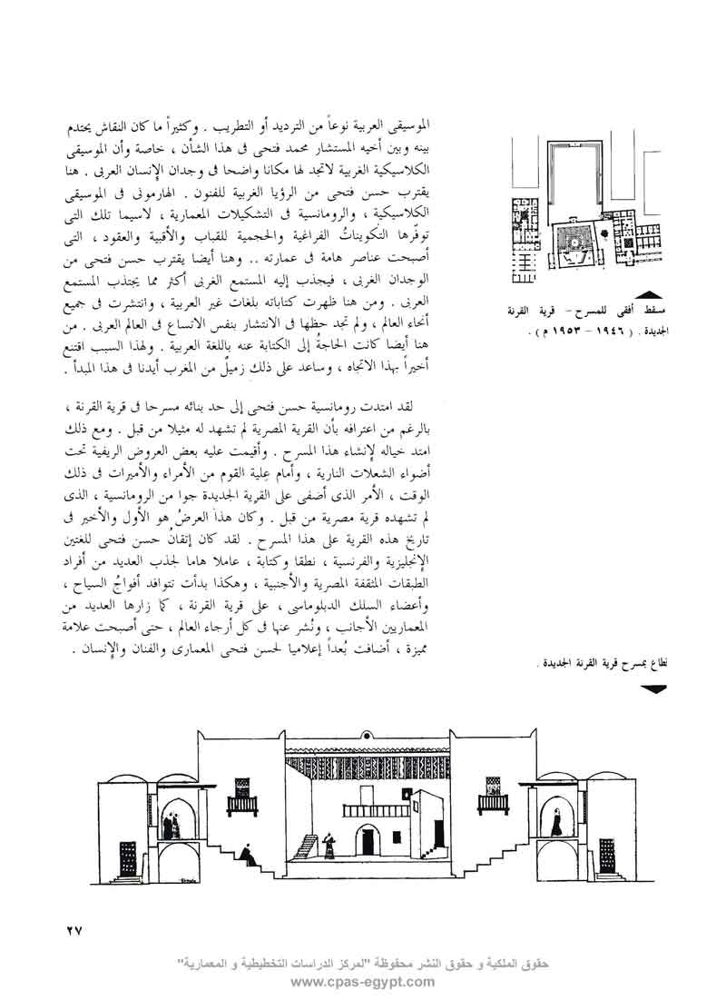 الموسيقى العربية نوعاً من الترديد أو التطريب . وكثيراً ما كان النقاش يحتدم
بينه وبين أخيه المستشار محمد فتحى فى هذا الشأن ، خاصة وأن الموسيقى
الكلاسيكية الغربية لاتجد لها مكانا واضحا فى وجدان الإنسان العربى . هنا
يقترب حسن فتحى من الرؤيا الغربية للفنون . الهارمونى فى الموسيقى
الكلاسيكية ، والرومانسية فى التشكيلات المعمارية ، لاسيما تلك التى
توفّرها التكويناتُ الفراغية والحجمية للقباب والأقبية والعقود ، التى
أصبحت عناصر هامة فى عمارته .. وهنا أيضا يقترب حسن فتحى من
الوجدان الغربى ، فيجذب إليه المستمع الغربى أكثر مما يجتذب المستمع
العربى . ومن هنا ظهرت كتاباته بلغات غير العربية ، وانتشرت فى جميع
أنحاء العالم ، ولم تجد حظها فى الانتشار بنفس الاتساع فى العالم العربى . من
هنا أيضا كانت الحاجةُ إلى الكتابة عنه باللغة العربية . ولهذا السبب اقتنع
أخيراً بهذا الاتجاه ، وساعد على ذلك زميلٌ من المغرب أيدنا فى هذا المبدأ .
مسقط أفقى للمسرح – قرية القرنة
الجديدة . ( ١٩٤٦ – ١٩٥٣ م ) .
لقد امتدت رومانسية حسن فتحى إلى حد بنائه مسرحا فى قرية القرنة ،
بالرغم من اعترافه بأن القرية المصرية لم تشهد له مثيلا من قبل . ومع ذلك
امتد خياله لإنشاء هذا المسرح . وأقيمت عليه بعض العروض الريفية تحت
أضواء الشعلات النارية ، وأمام عِلية القوم من الأمراء والأميرات فى ذلك
الوقت ، الأمر الذى أضفى على القرية الجديدة جوا من الرومانسية ، الذى
لم تشهده قرية مصرية من قبل . وكان هذا العرضُ هو الأول والأخير فى
تاريخ هذه القرية على هذا المسرح . لقد كان إتقانُ حسن فتحى للغتين
الإنجليزية والفرنسية ، نطقا وكتابة ، عاملا هاما لجذب العديد من أفراد
الطبقات المثقفة المصرية والأجنبية ، وهكذا بدأت تتوافد أفواجُ السياح ،
وأعضاء السلك الدبلوماسى ، على قرية القرنة ، كما زارها العديد من
المعماريين الأجانب ، ونُشر عنها فى كل أرجاء العالم ، حتى أصبحت علامة
مميزة ، أضافت بُعداً إعلاميا لحسن فتحى المعمارى والفنان والإنسان .
لطاع بمسرح قرية القرنة الجديدة .
٢٧
حقوق الملكية و حقوق النشر محفوظة "لمركز الدراسات التخطيطية و المعمارية"
www.cpas-egypt.com